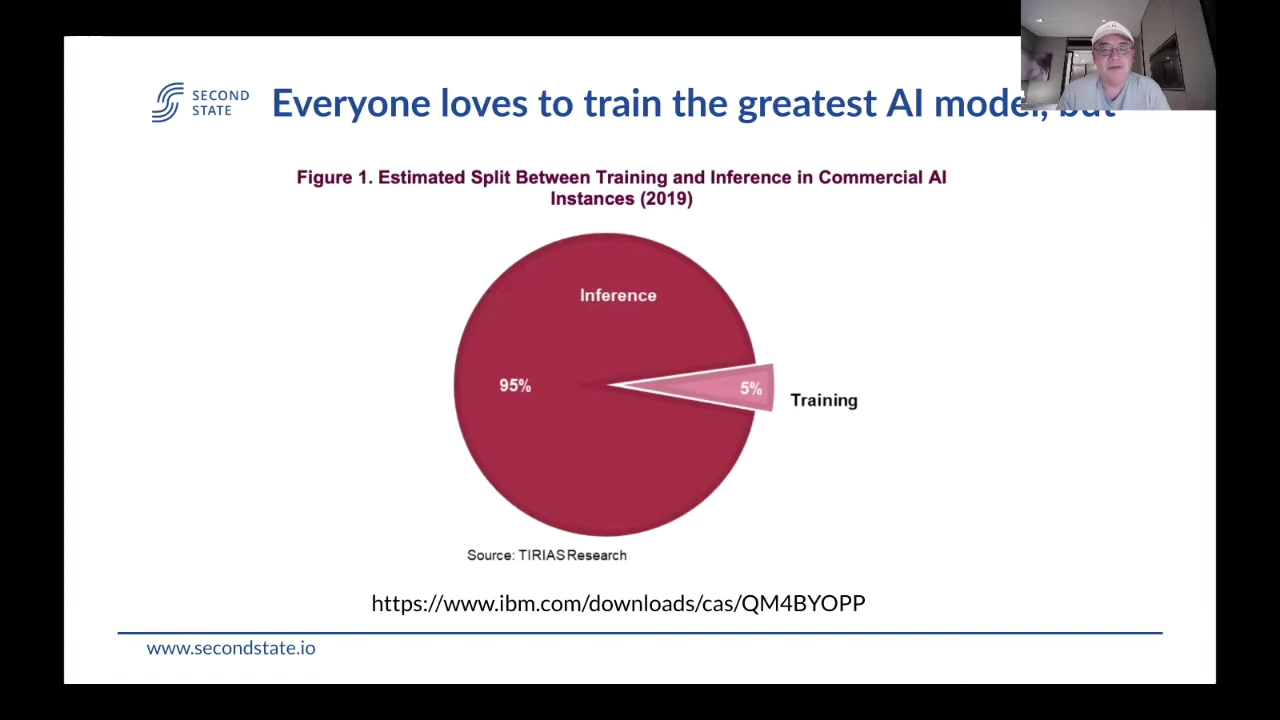 SECOND
STATE
Everyone loves to train the greatest AI model, but
Figure 1. Estimated Split Between Training and Inference in Commercial AI
Instances (2019)
Inference
95%
5%
Training
Source: TIRIAS Research
https://www.ibm.com/downloads/cas/QM4BYOPP
www.secondstate.io